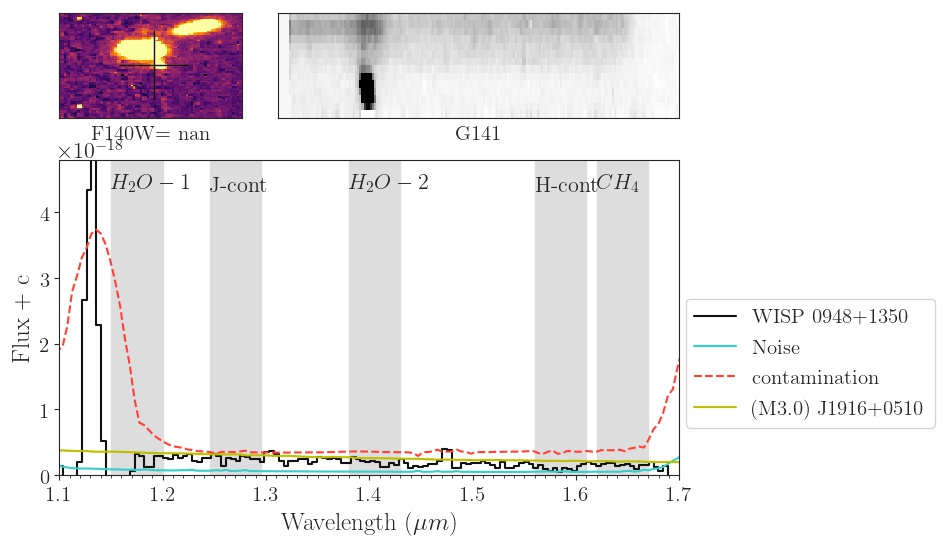 F140W= nan
G141
×10⁻¹⁸
H₂O − 1
J-cont
H₂O − 2
H-cont
CH₄
4
3
2
1
0
Flux + c
1.1 1.2 1.3 1.4 1.5 1.6 1.7
Wavelength (μm)
WISP 0948+1350
Noise
contamination
(M3.0) J1916+0510